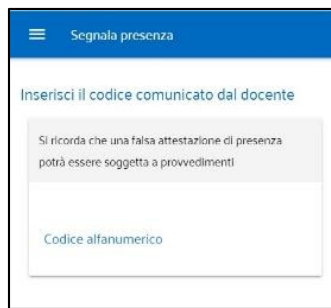 Segnala presenza
Inserisci il codice comunicato dal docente
Si ricorda che una falsa attestazione di presenza
potrà essere soggetta a provvedimenti
Codice alfanumerico